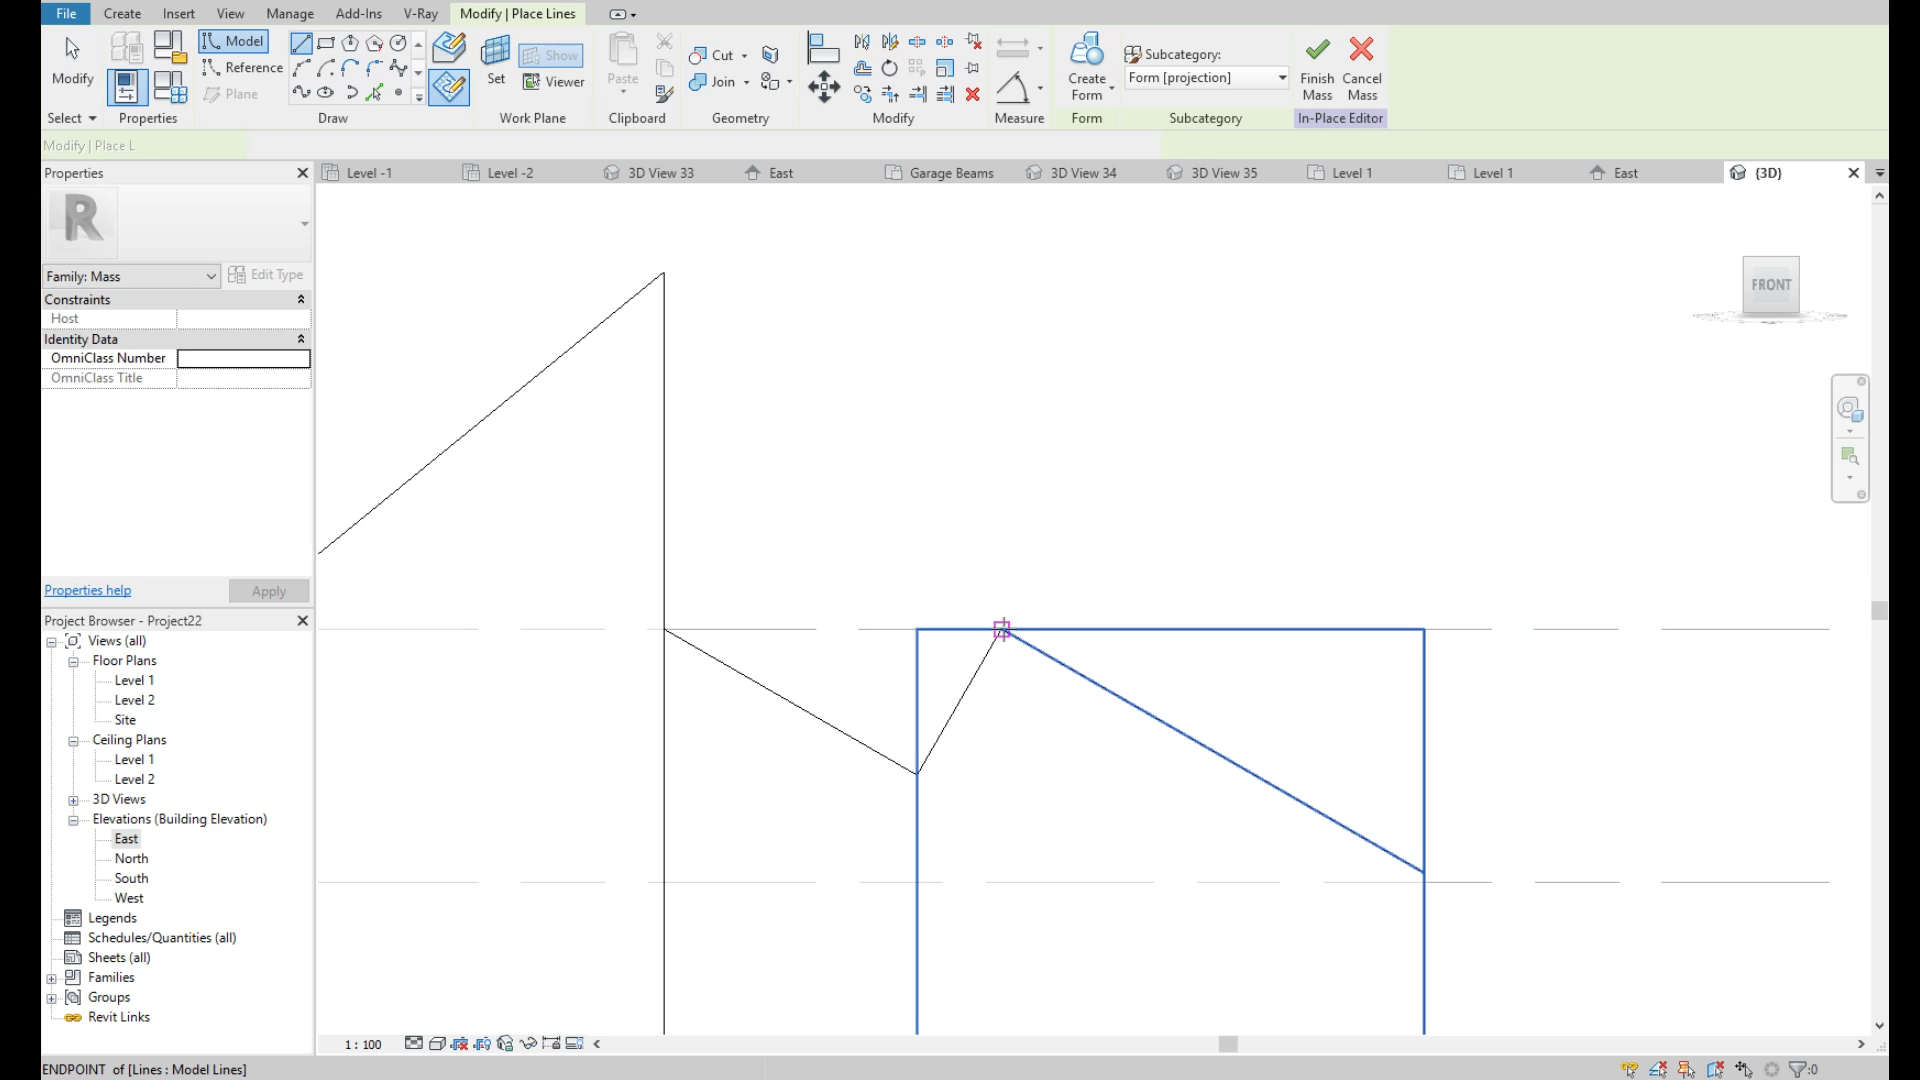 File Create Insert View Manage Add-Ins V-Ray Modify | Place Lines
Modify
Select
Properties
Model
Reference
Plane
Draw
Set
Show
Viewer
Work Plane
Paste
Clipboard
Cut
Join
Geometry
Modify
Measure
Create
Form
Form
Subcategory:
Form [projection]
Subcategory
Finish
Mass
Cancel
Mass
In-Place Editor
Modify | Place L
Properties
Level -1 Level -2 3D View 33 East Garage Beams 3D View 34 3D View 35 Level 1 Level 1 East {3D}
R
Family: Mass
Edit Type
Constraints
Host
Identity Data
OmniClass Number
OmniClass Title
Properties help
Apply
FRONT
Project Browser - Project22
Views (all)
Floor Plans
Level 1
Level 2
Site
Ceiling Plans
Level 1
Level 2
3D Views
Elevations (Building Elevation)
East
North
South
West
Legends
Schedules/Quantities (all)
Sheets (all)
Families
Groups
Revit Links
1 : 100
ENDPOINT of [Lines : Model Lines]
:0